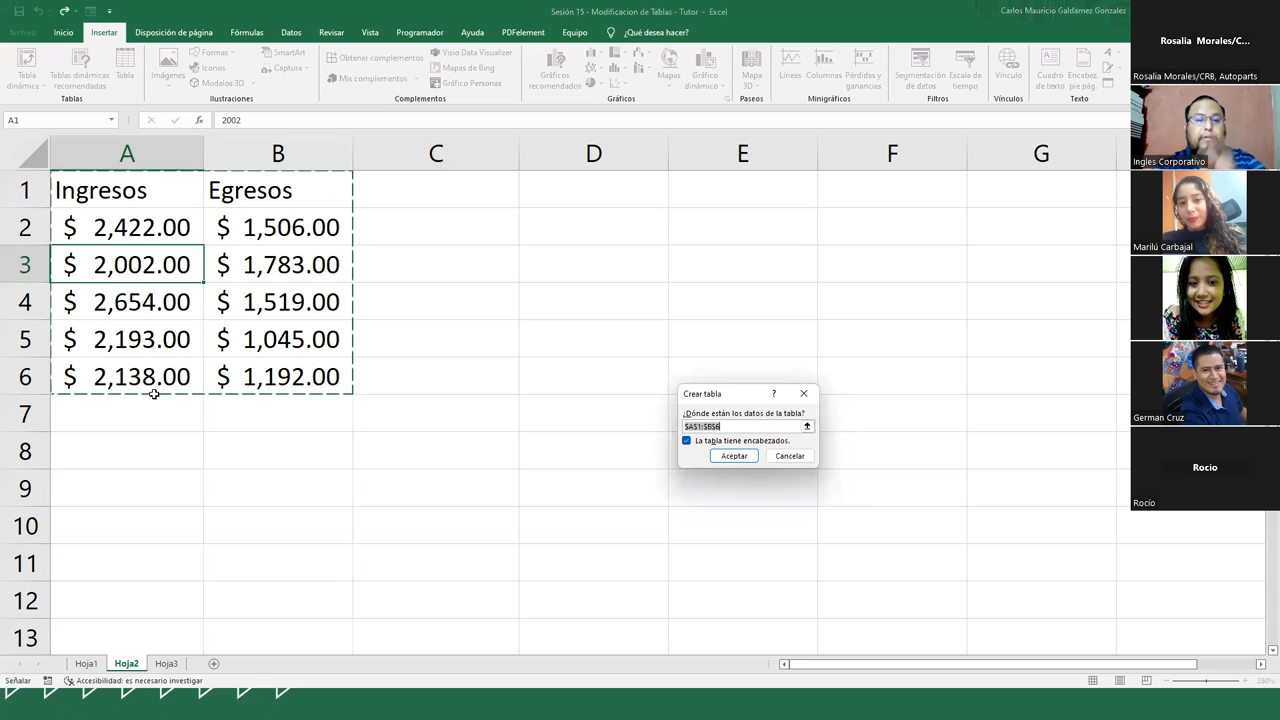 Sesión 15 - Modificacion de Tablas - Tutor - Excel
Carlos Mauricio Galdamez Gonzalez
Archivo Inicio Insertar Disposición de página Fórmulas Datos Revisar Vista Programador Ayuda PDFelement Equipo ¿Qué desea hacer?
Tabla dinámica
Tablas dinámicas recomendadas
Tabla
Tablas
Imágenes
Formas
Iconos
Modelos 3D
SmartArt
Captura
Ilustraciones
Obtener complementos
Mis complementos
Visio Data Visualizer
Mapas de Bing
Gráfico Personas
Complementos
Gráficos recomendados
Mapas
Gráfico dinámico
Gráficos
Mapa 3D
Paseos
Líneas
Columnas
Pérdidas y ganancias
Minigráficos
Segmentación de datos
Escala de tiempo
Filtros
Vínculo
Vínculos
Cuadro de texto
Encabez. pie pág.
Texto
A1
fx
2002
A B C D E F G
1 Ingresos Egresos
2 $ 2,422.00 $ 1,506.00
3 $ 2,002.00 $ 1,783.00
4 $ 2,654.00 $ 1,519.00
5 $ 2,193.00 $ 1,045.00
6 $ 2,138.00 $ 1,192.00
7
8
9
10
11
12
13
Crear tabla ?
¿Dónde están los datos de la tabla?
$A$1:$B$6
La tabla tiene encabezados.
Aceptar Cancelar
Hoja1 Hoja2 Hoja3
Señalar
Accesibilidad: es necesario investigar
280%
Rosalia Morales/C...
Rosalia Morales/CRB, Autoparts
Ingles Corporativo
Marilú Carbajal
German Cruz
Rocio
Rocío